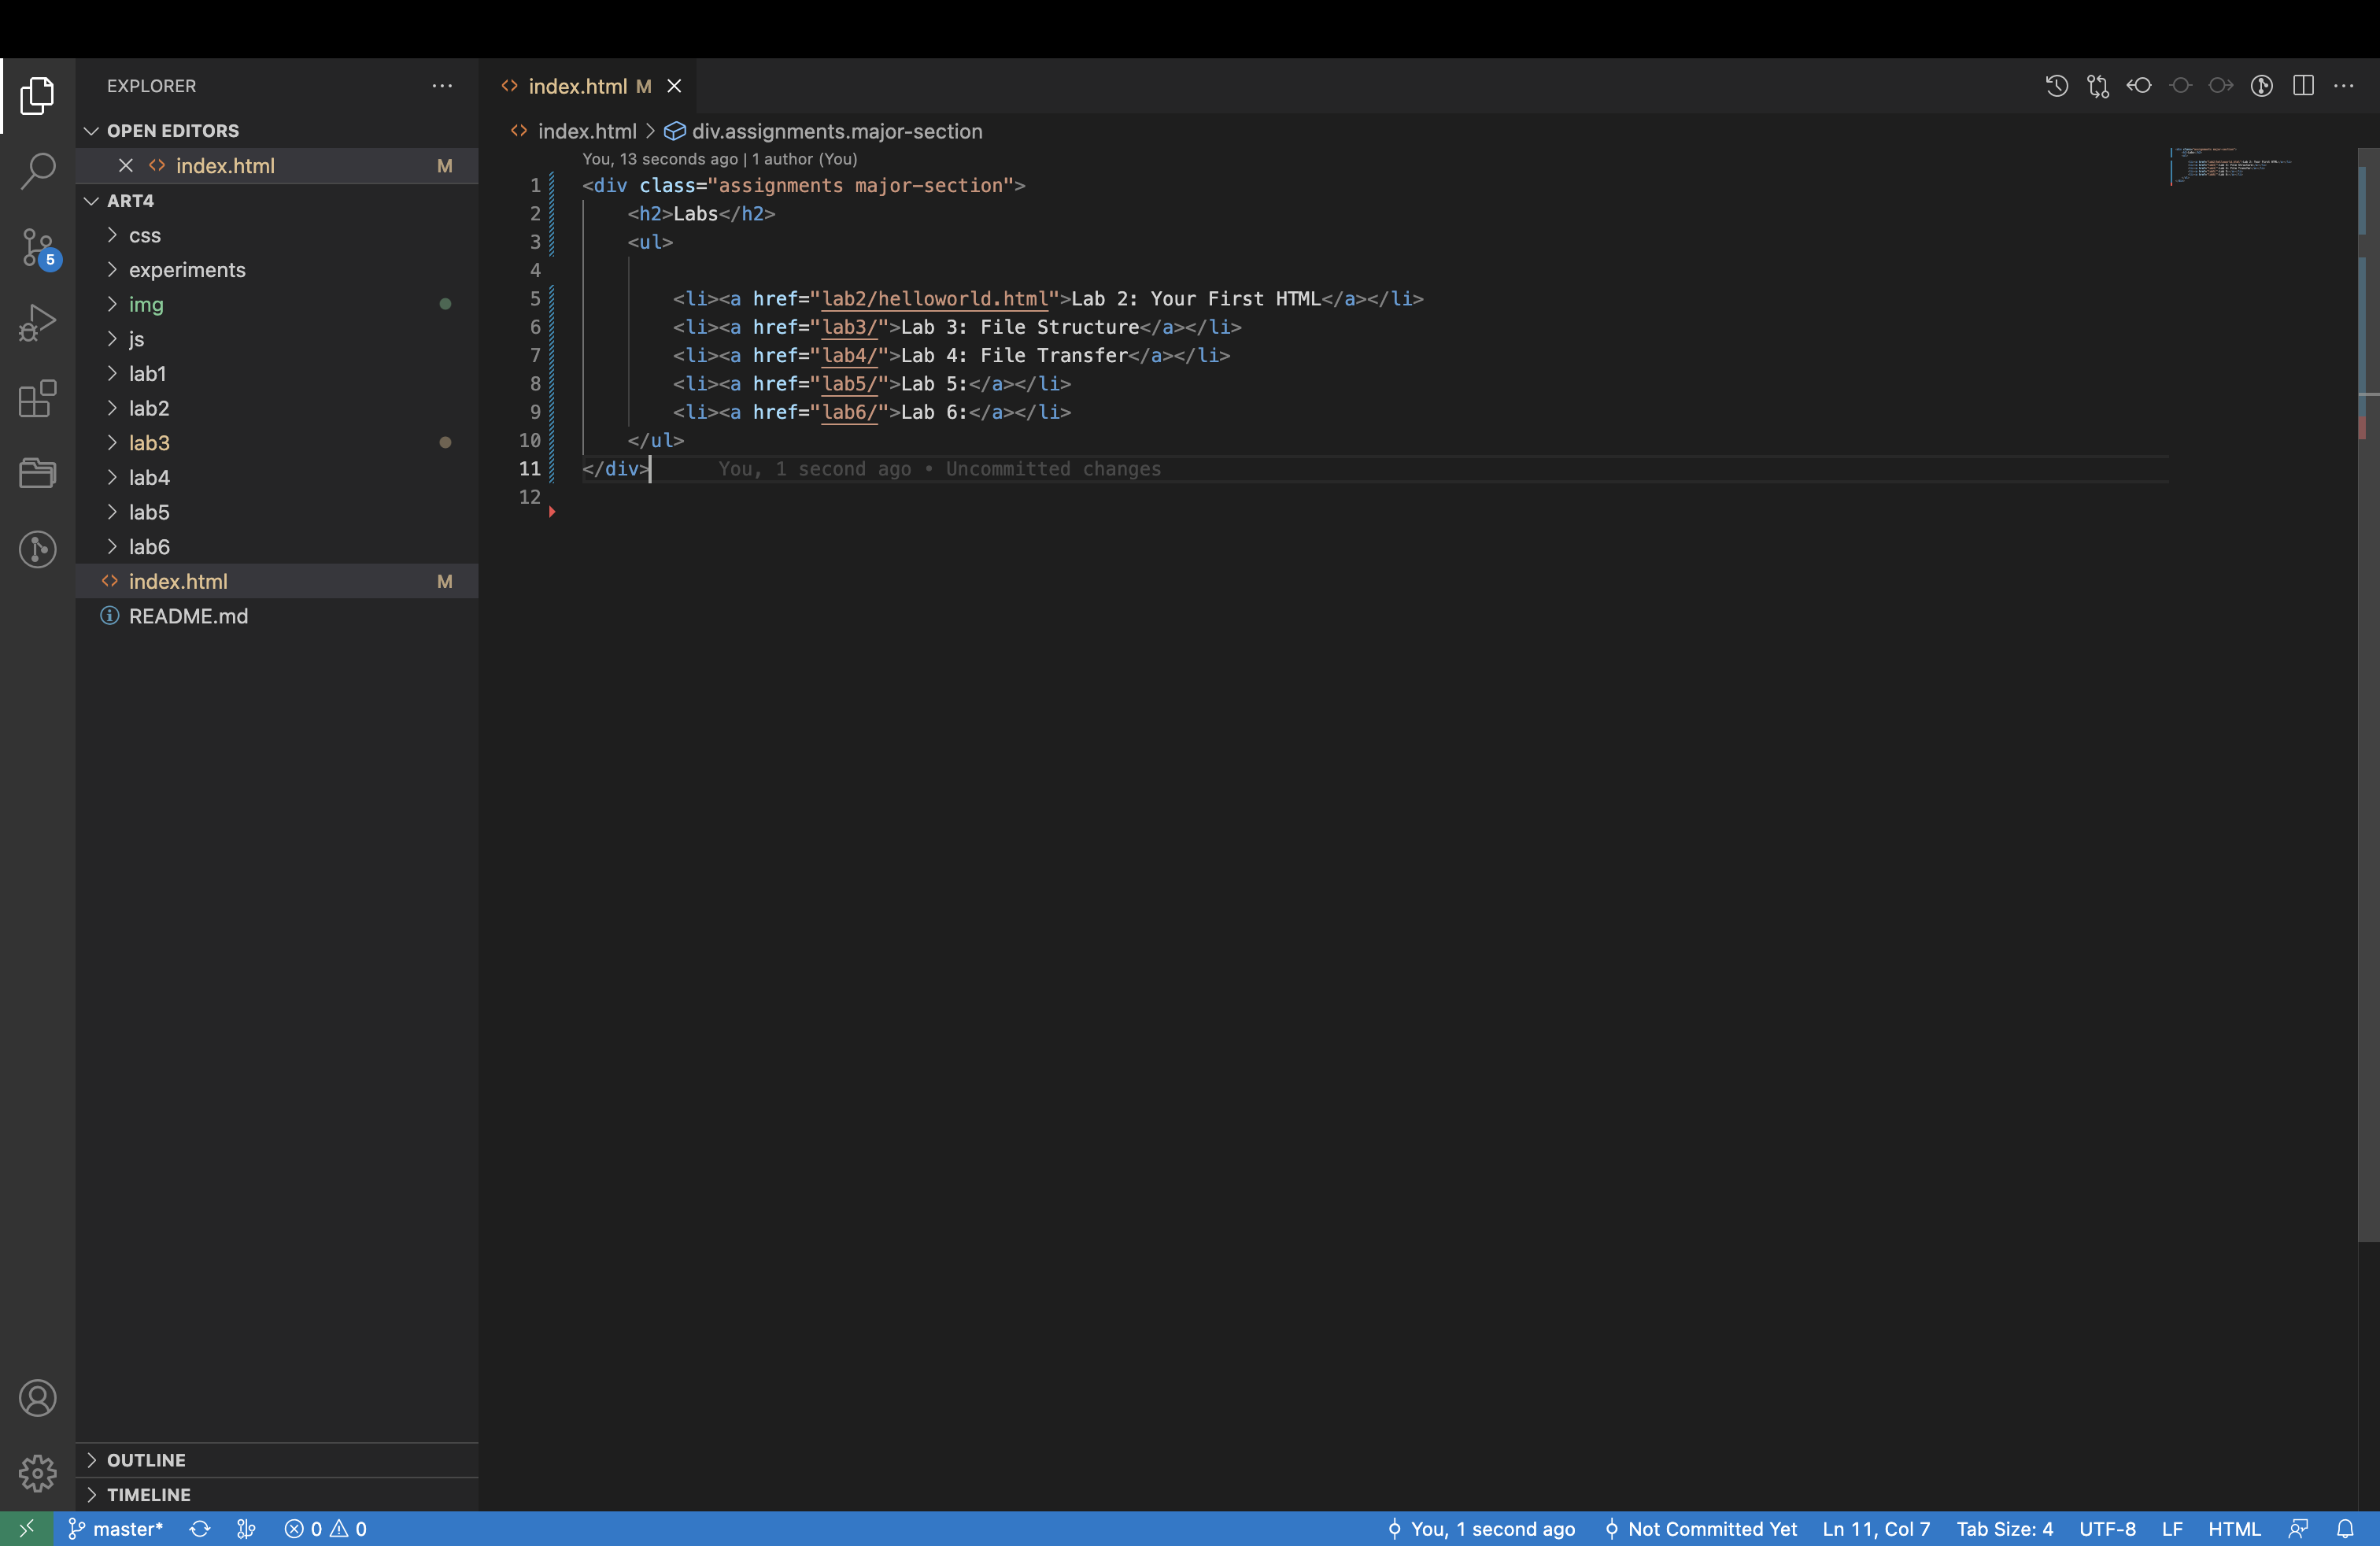 EXPLORER
OPEN EDITORS
index.html M
ART4
css
experiments
img
js
lab1
lab2
lab3
lab4
lab5
lab6
index.html M
README.md
OUTLINE
TIMELINE
5
index.html M
index.html > div.assignments.major-section
You, 13 seconds ago | 1 author (You)
1 <div class="assignments major-section">
2 <h2>Labs</h2>
3 <ul>
4
5 <li><a href="lab2/helloworld.html">Lab 2: Your First HTML</a></li>
6 <li><a href="lab3/">Lab 3: File Structure</a></li>
7 <li><a href="lab4/">Lab 4: File Transfer</a></li>
8 <li><a href="lab5/">Lab 5:</a></li>
9 <li><a href="lab6/">Lab 6:</a></li>
10 </ul>
11 </div> You, 1 second ago • Uncommitted changes
12
master* 0 0 You, 1 second ago Not Committed Yet Ln 11, Col 7 Tab Size: 4 UTF-8 LF HTML